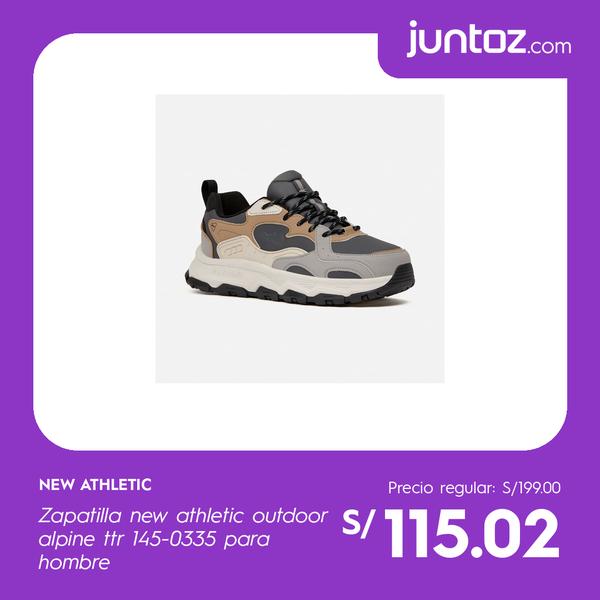 juntoz.com
NEW ATHLETIC
Zapatilla new athletic outdoor
alpine ttr 145-0335 para
hombre
Precio regular: S/199.00
S/115.02